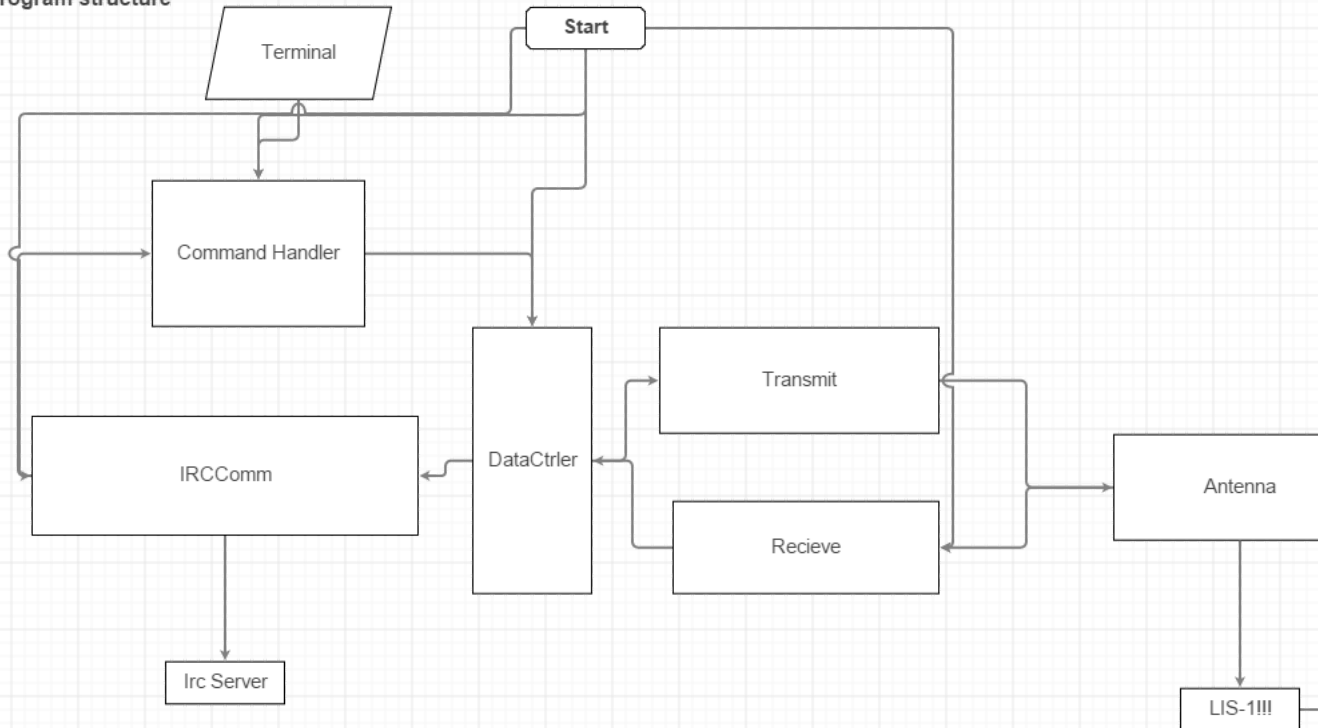 rogram structure
Start
Terminal
Command Handler
Transmit
DataCtrler
IRCComm
Antenna
Recieve
Irc Server
LIS-1!!!